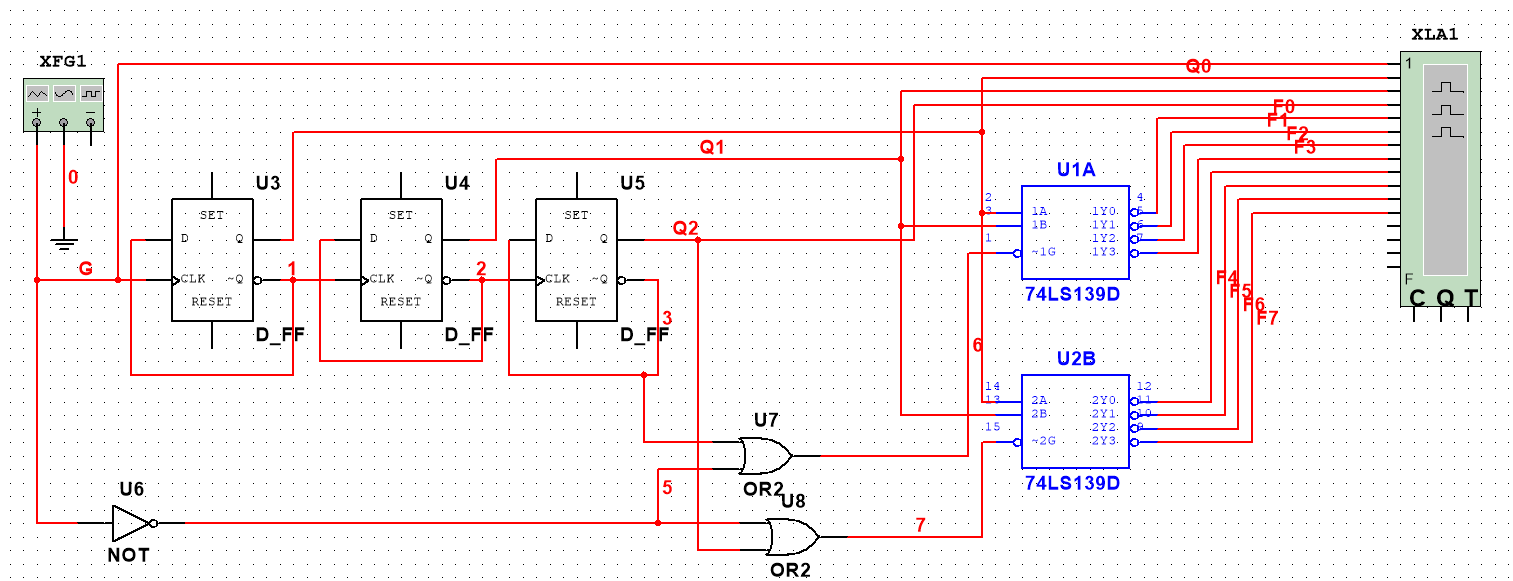 XFG1
XLA1
Q0
1
F0
F1
F2
F3
Q1
0
U3
U4
U5
U1A
SET
D Q
CLK ~Q
RESET
D_FF
SET
D Q
CLK ~Q
RESET
D_FF
SET
D Q
CLK ~Q
RESET
D_FF
G
1
2
3
Q2
2
3
1
1A 1Y0
1B 1Y1
1Y2
~1G 1Y3
4
5
6
7
74LS139D
F
C Q T
F4
F5
F6
F7
6
U2B
14
13
15
2A 2Y0
2B 2Y1
2Y2
~2G 2Y3
12
11
10
9
74LS139D
U7
OR2
U8
OR2
5
7
U6
NOT